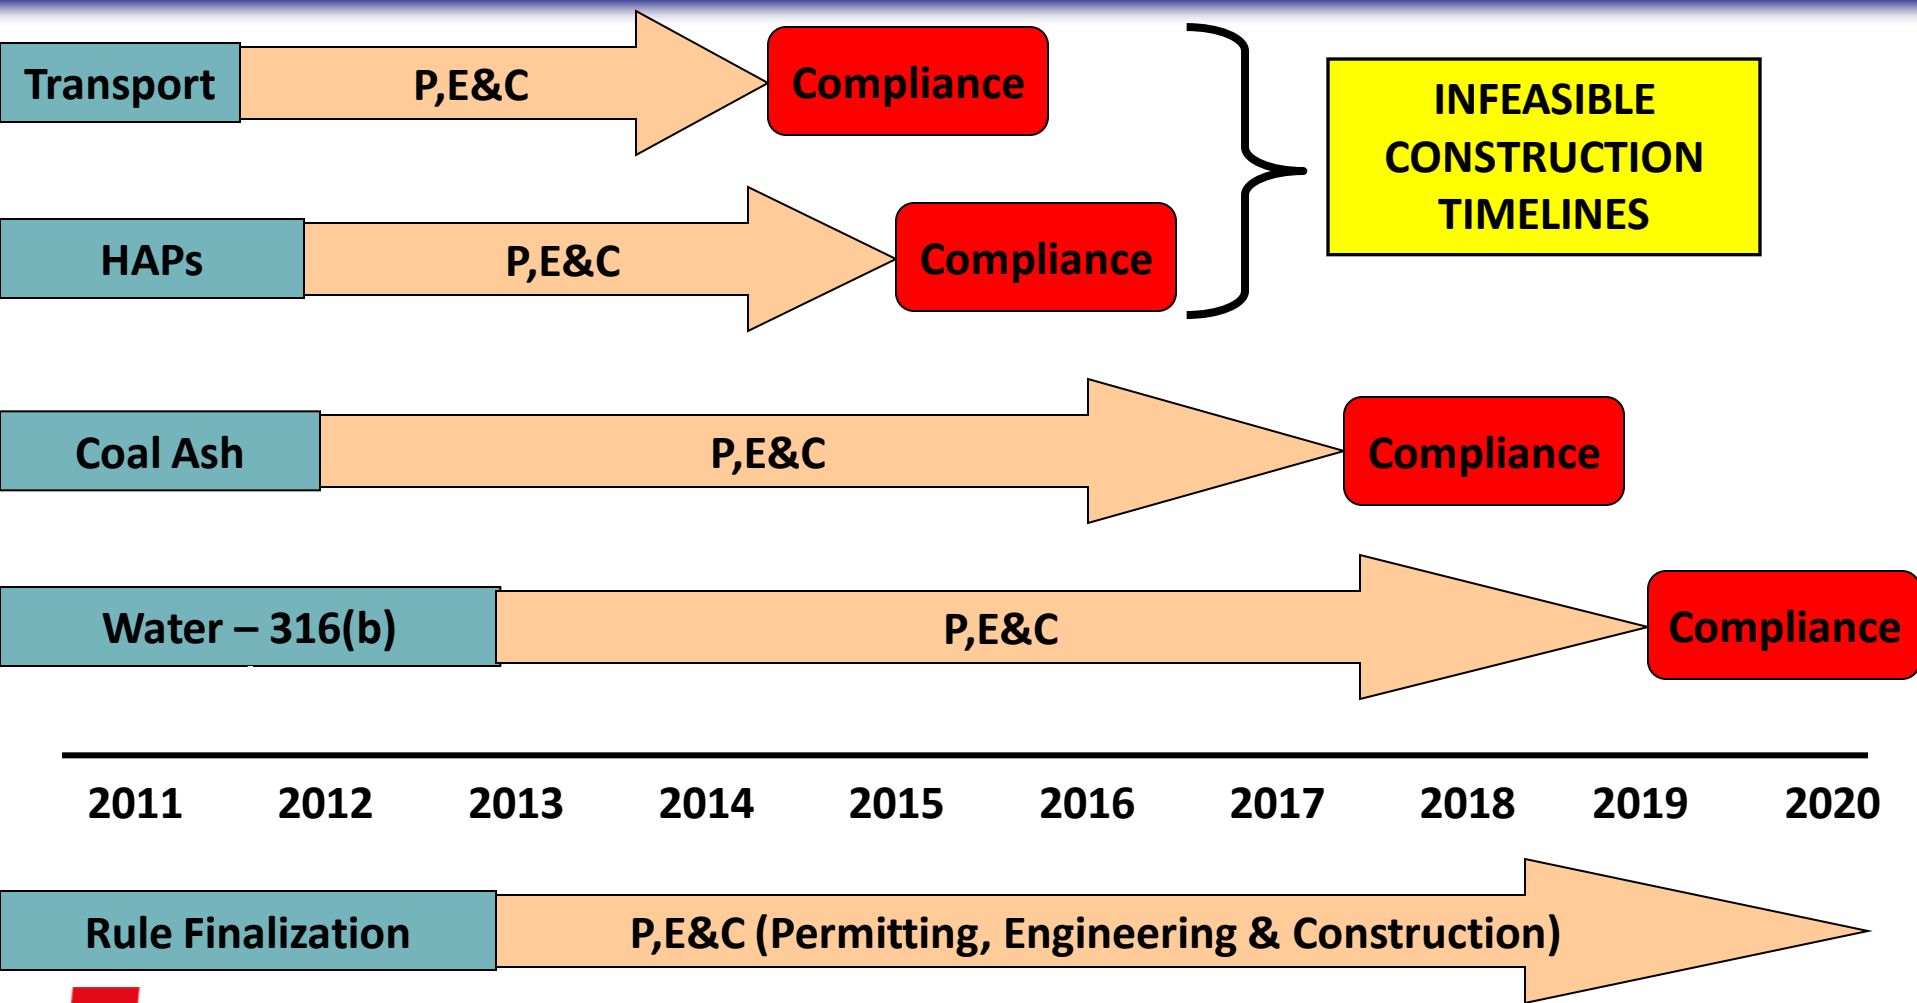 Transport
P,E&C
Compliance
INFEASIBLE
CONSTRUCTION
TIMELINES
HAPs
P,E&C
Compliance
Coal Ash
P,E&C
Compliance
Water – 316(b)
P,E&C
Compliance
2011 2012 2013 2014 2015 2016 2017 2018 2019 2020
Rule Finalization
P,E&C (Permitting, Engineering & Construction)